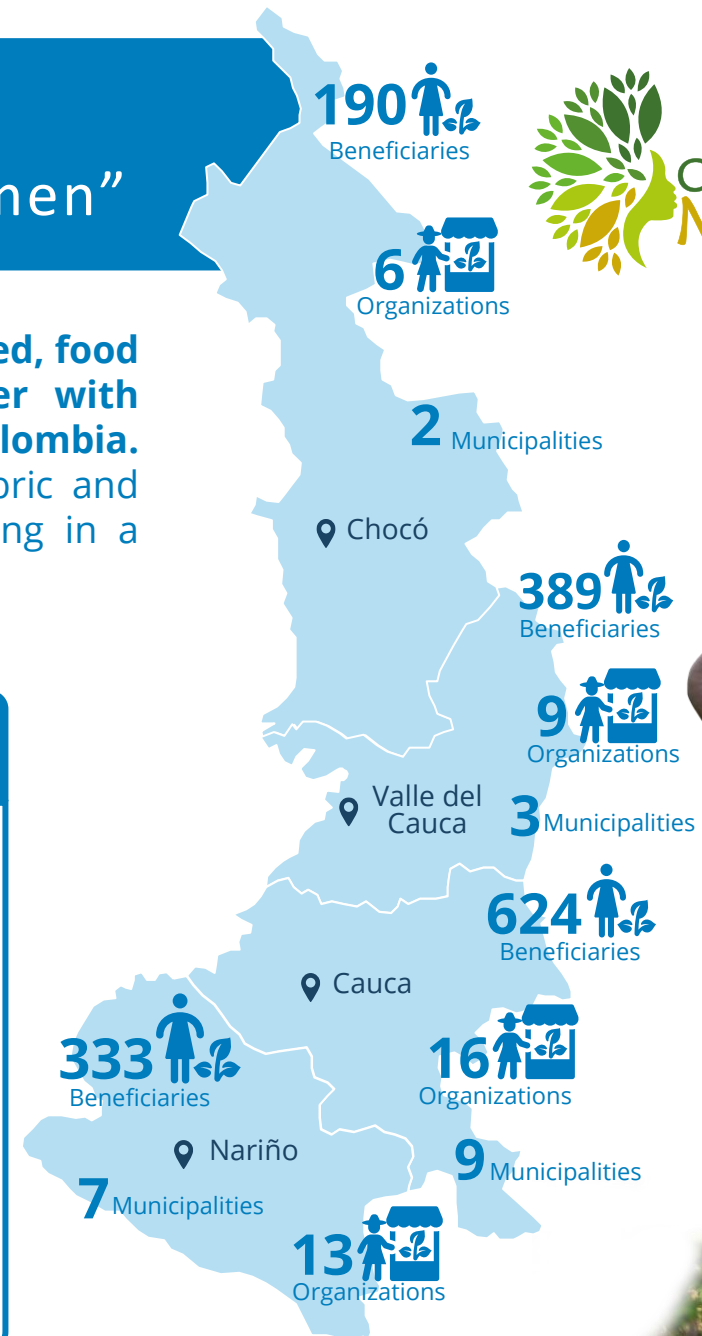 men”
ed, food
er with
lombia.
oric and
ng in a
190
Beneficiaries
6
Organizations
2 Municipalities
Chocó
389
Beneficiaries
9
Organizations
Valle del
Cauca
3 Municipalities
624
Beneficiaries
Cauca
16
Organizations
9 Municipalities
333
Beneficiaries
Nariño
7 Municipalities
13
Organizations